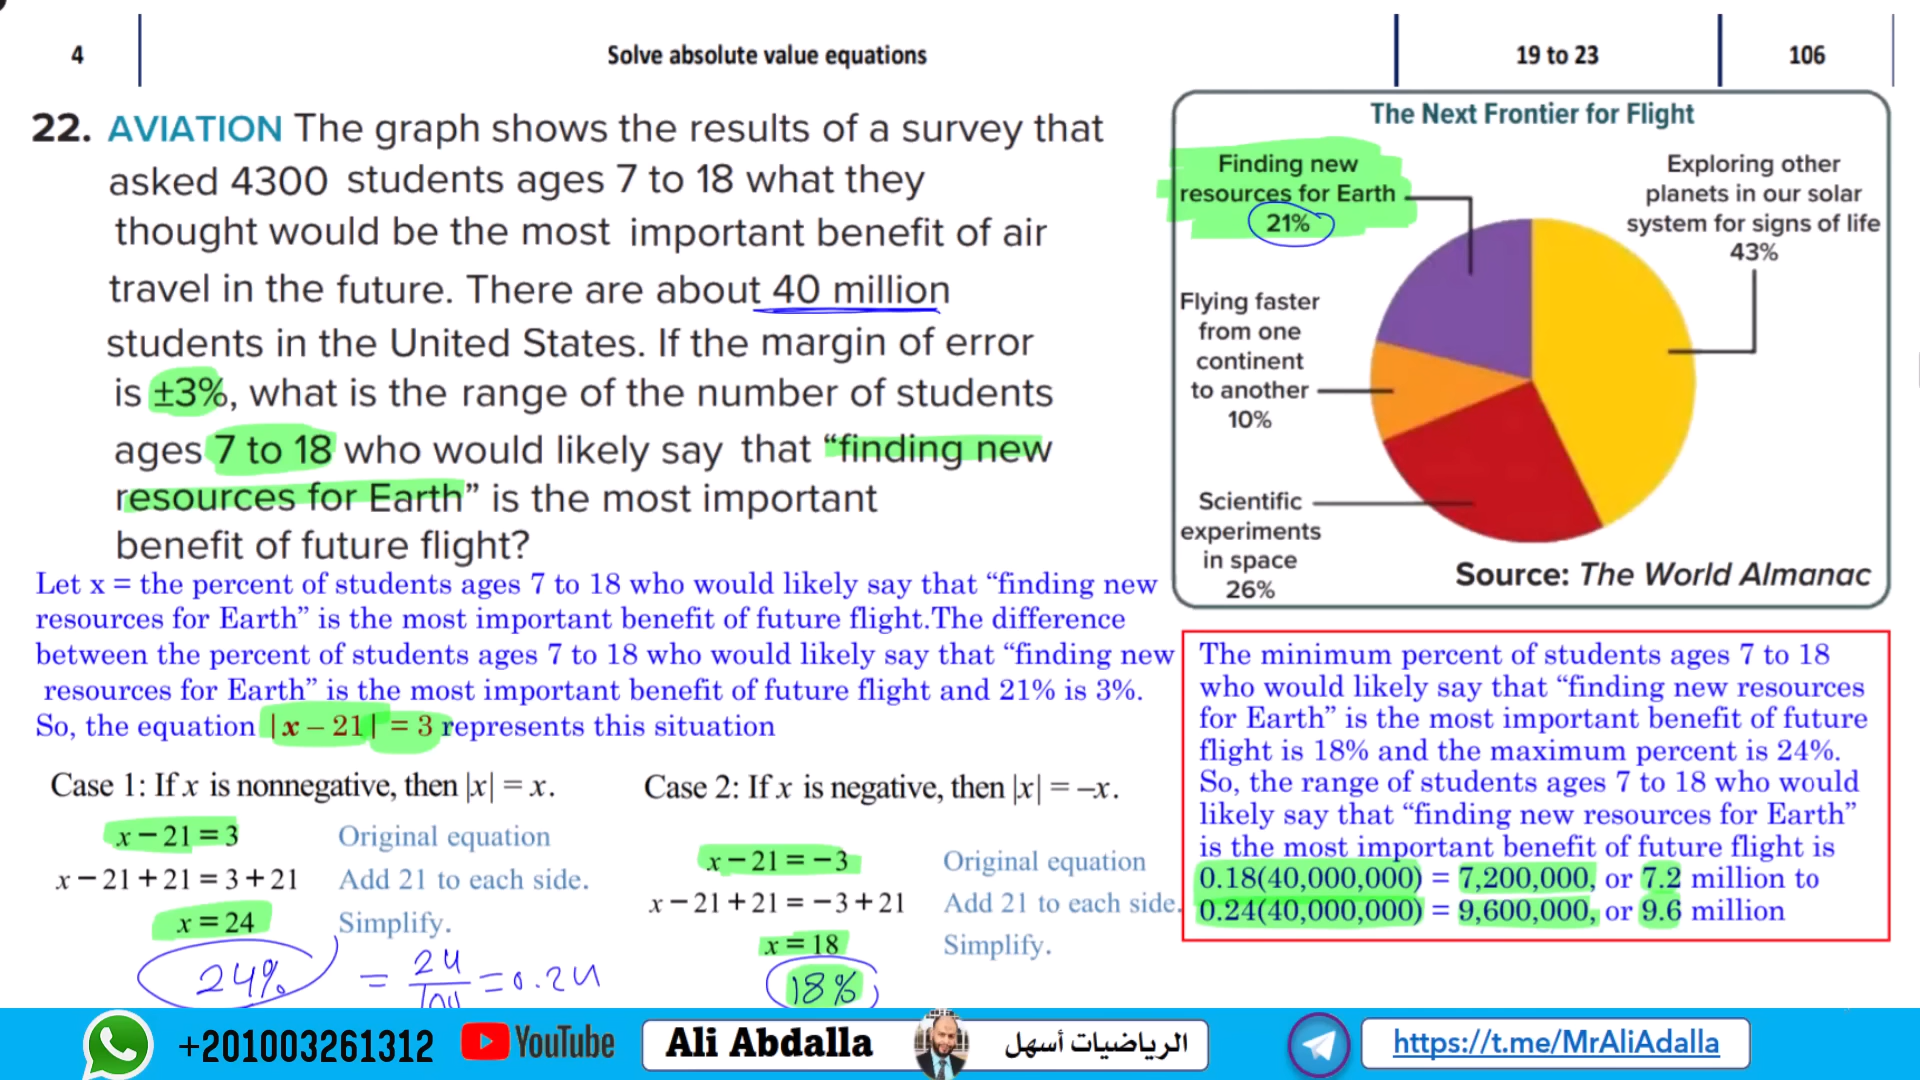 4
Solve absolute value equations
19 to 23
106
22. AVIATION The graph shows the results of a survey that
asked 4300 students ages 7 to 18 what they
thought would be the most important benefit of air
travel in the future. There are about 40 million
students in the United States. If the margin of error
is ±3%, what is the range of the number of students
ages 7 to 18 who would likely say that “finding new
resources for Earth” is the most important
benefit of future flight?
The Next Frontier for Flight
Finding new
resources for Earth
21%
Exploring other
planets in our solar
system for signs of life
43%
Flying faster
from one
continent
to another
10%
Scientific
experiments
in space
26%
Source: The World Almanac
Let x = the percent of students ages 7 to 18 who would likely say that “finding new
resources for Earth” is the most important benefit of future flight.The difference
between the percent of students ages 7 to 18 who would likely say that “finding new
resources for Earth” is the most important benefit of future flight and 21% is 3%.
So, the equation |x – 21| = 3 represents this situation
Case 1: If x is nonnegative, then |x| = x.
x − 21 = 3 Original equation
x − 21 + 21 = 3 + 21 Add 21 to each side.
x = 24 Simplify.
24% = 24/100 = 0.24
Case 2: If x is negative, then |x| = –x.
x − 21 = −3 Original equation
x − 21 + 21 = −3 + 21 Add 21 to each side.
x = 18 Simplify.
18%
The minimum percent of students ages 7 to 18
who would likely say that “finding new resources
for Earth” is the most important benefit of future
flight is 18% and the maximum percent is 24%.
So, the range of students ages 7 to 18 who would
likely say that “finding new resources for Earth”
is the most important benefit of future flight is
0.18(40,000,000) = 7,200,000, or 7.2 million to
0.24(40,000,000) = 9,600,000, or 9.6 million
+201003261312
YouTube
Ali Abdalla
الرياضيات أسهل
https://t.me/MrAliAdalla